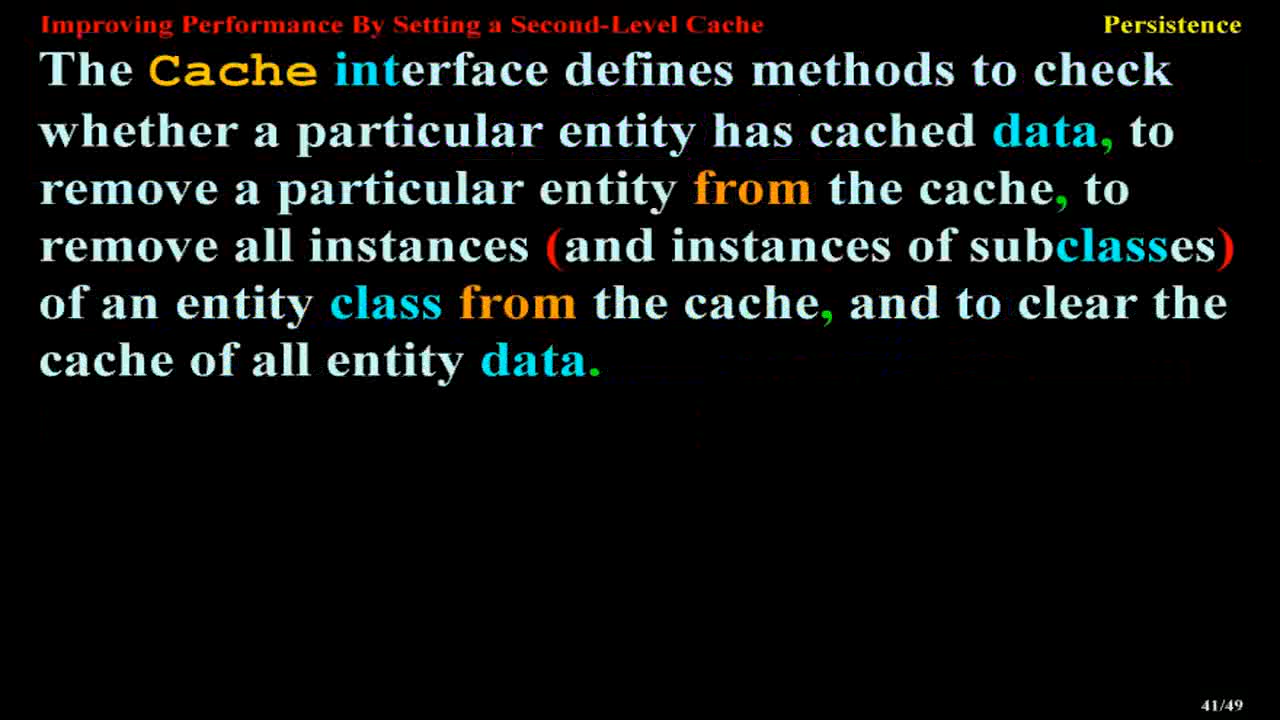 Improving Performance By Setting a Second-Level Cache
Persistence
The Cache interface defines methods to check
whether a particular entity has cached data, to
remove a particular entity from the cache, to
remove all instances (and instances of subclasses)
of an entity class from the cache, and to clear the
cache of all entity data.
41/49